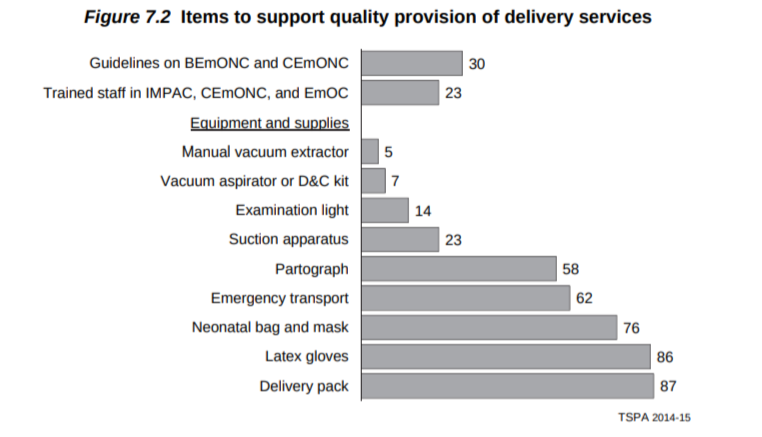 Figure 7.2 Items to support quality provision of delivery services
Guidelines on BEmONC and CEmONC 30
Trained staff in IMPAC, CEmONC, and EmOC 23
Equipment and supplies
Manual vacuum extractor 5
Vacuum aspirator or D&C kit 7
Examination light 14
Suction apparatus 23
Partograph 58
Emergency transport 62
Neonatal bag and mask 76
Latex gloves 86
Delivery pack 87
TSPA 2014-15